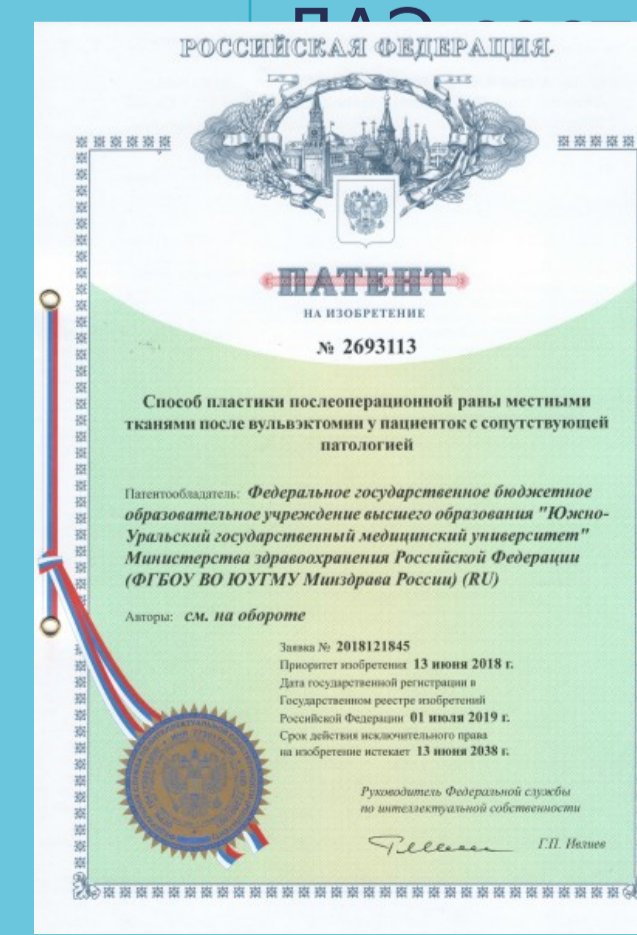 РОССИЙСКАЯ ФЕДЕРАЦИЯ
ПАТЕНТ
НА ИЗОБРЕТЕНИЕ
№ 2693113
Способ пластики послеоперационной раны местными
тканями после вульвэктомии у пациенток с сопутствующей
патологией
Патентообладатель: Федеральное государственное бюджетное
образовательное учреждение высшего образования "Южно-
Уральский государственный медицинский университет"
Министерства здравоохранения Российской Федерации
(ФГБОУ ВО ЮУГМУ Минздрава России) (RU)
Авторы: см. на обороте
Заявка № 2018121845
Приоритет изобретения 13 июня 2018 г.
Дата государственной регистрации в
Государственном реестре изобретений
Российской Федерации 01 июля 2019 г.
Срок действия исключительного права
на изобретение истекает 13 июня 2038 г.
Руководитель Федеральной службы
по интеллектуальной собственности
Г.П. Ивлиев